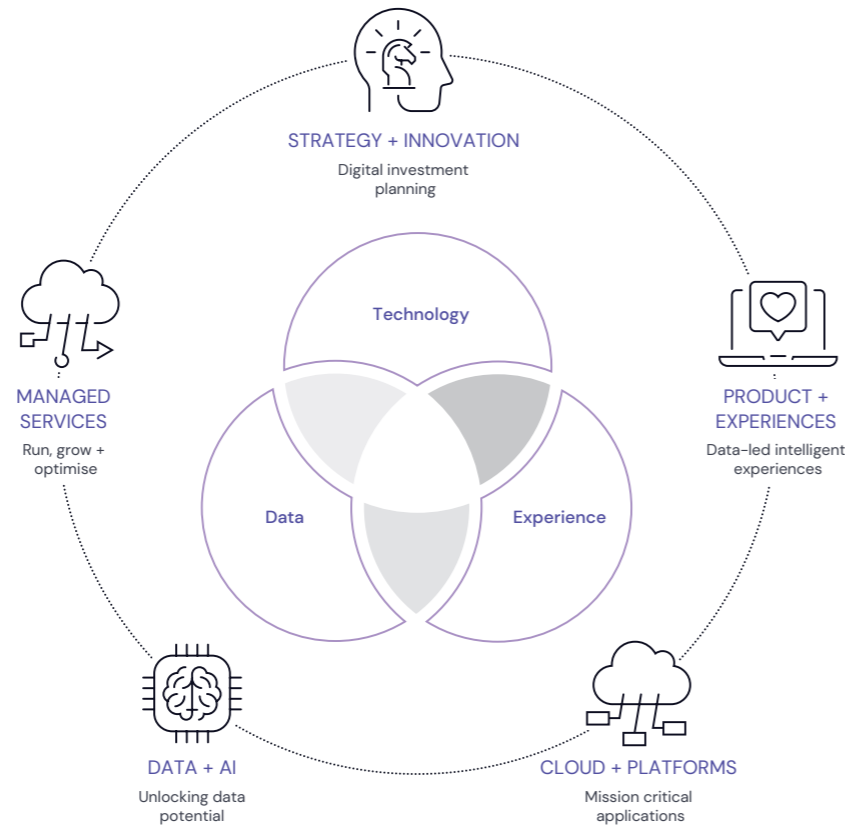 STRATEGY + INNOVATION
Digital investment
planning
Technology
MANAGED
SERVICES
Run, grow +
optimise
PRODUCT +
EXPERIENCES
Data-led intelligent
experiences
Data
Experience
DATA + AI
Unlocking data
potential
CLOUD + PLATFORMS
Mission critical
applications